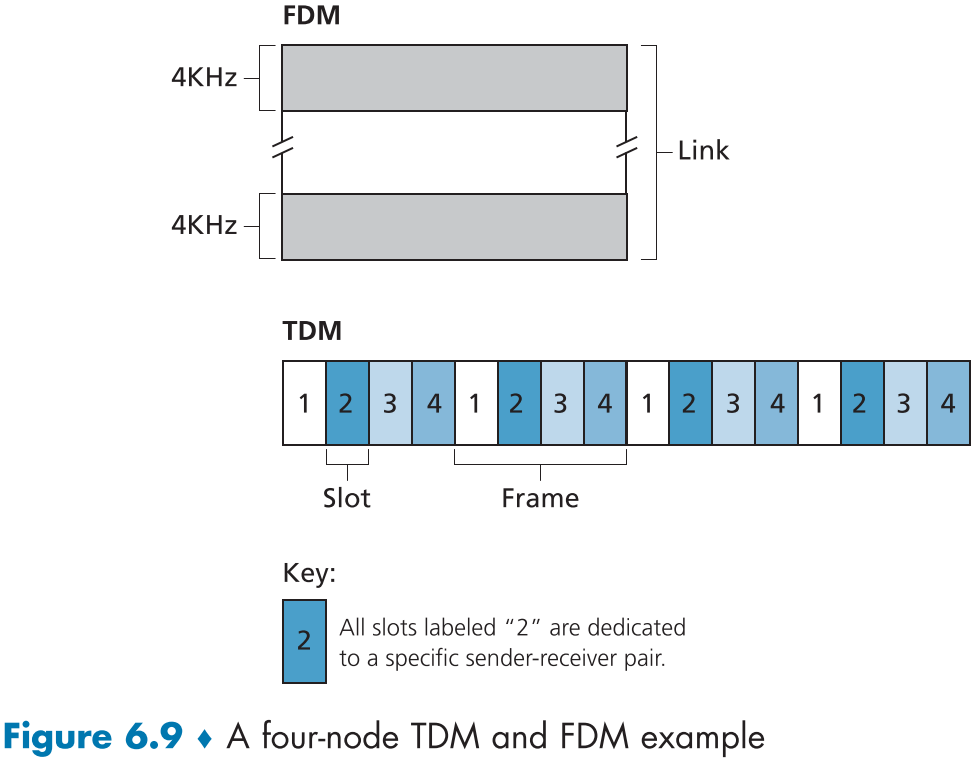 FDM
4KHz
Link
4KHz
TDM
1 2 3 4 1 2 3 4 1 2 3 4 1 2 3 4
Slot Frame
Key:
2 All slots labeled “2” are dedicated
to a specific sender-receiver pair.
Figure 6.9 ♦ A four-node TDM and FDM example